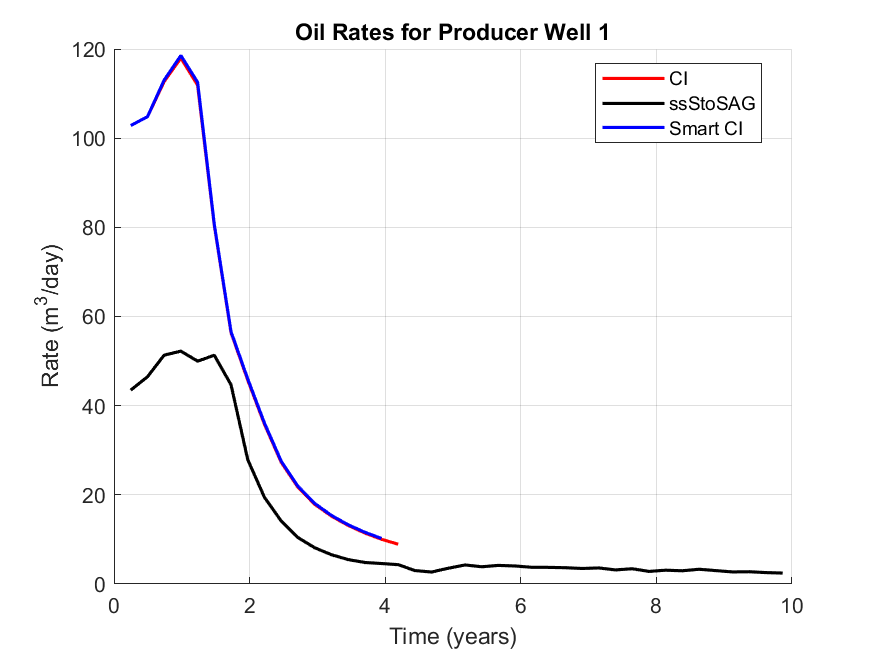 Oil Rates for Producer Well 1
CI
ssStoSAG
Smart CI
120
100
80
60
40
20
0
Rate (m³/day)
0 2 4 6 8 10
Time (years)